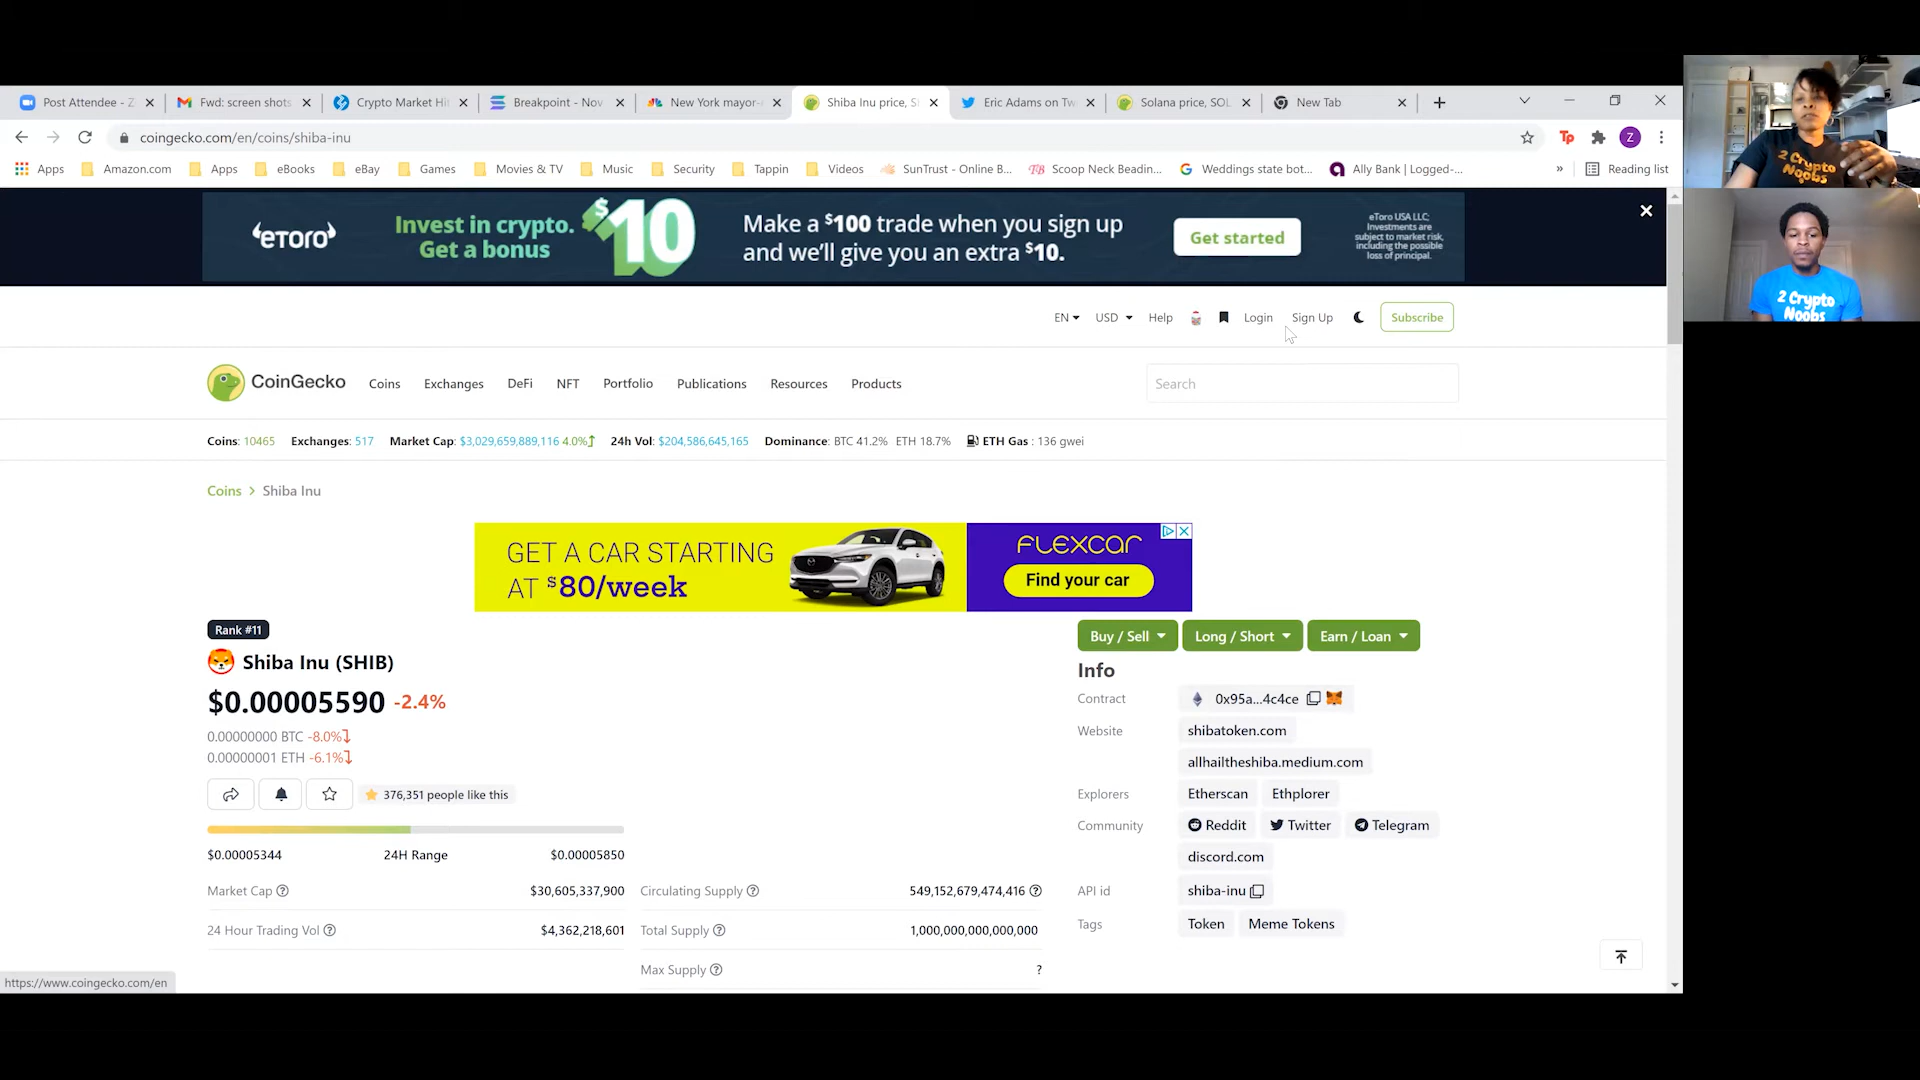 Post Attendee - Z
Fwd: screen shots
Crypto Market Hi
Breakpoint - Nov
New York mayor-
Shiba Inu price, S
Eric Adams on Tw
Solana price, SOL
New Tab
coingecko.com/en/coins/shiba-inu
Tp
Z
Apps
Amazon.com
Apps
eBooks
eBay
Games
Movies & TV
Music
Security
Tappin
Videos
SunTrust - Online B...
TB Scoop Neck Beadin...
G Weddings state bot...
Ally Bank | Logged-...
»
Reading list
eTORO
Invest in crypto.
Get a bonus
$10
Make a $100 trade when you sign up
and we'll give you an extra $10.
Get started
eToro USA LLC;
Investments are
subject to market risk,
including the possible
loss of principal.
EN
USD
Help
Login
Sign Up
Subscribe
CoinGecko
Coins
Exchanges
DeFi
NFT
Portfolio
Publications
Resources
Products
Search
Coins: 10465 Exchanges: 517 Market Cap: $3,029,659,889,116 4.0% 24h Vol: $204,586,645,165 Dominance: BTC 41.2% ETH 18.7% ETH Gas : 136 gwei
Coins > Shiba Inu
GET A CAR STARTING
AT $80/week
FLEXCAR
Find your car
Rank #11
Shiba Inu (SHIB)
$0.00005590 -2.4%
0.00000000 BTC -8.0%
0.00000001 ETH -6.1%
376,351 people like this
$0.00005344 24H Range $0.00005850
Market Cap $30,605,337,900
24 Hour Trading Vol $4,362,218,601
Circulating Supply 549,152,679,474,416
Total Supply 1,000,000,000,000,000
Max Supply ?
Buy / Sell
Long / Short
Earn / Loan
Info
Contract 0x95a...4c4ce
Website shibatoken.com
allhailtheshiba.medium.com
Explorers Etherscan Ethplorer
Community Reddit Twitter Telegram
discord.com
API id shiba-inu
Tags Token Meme Tokens
https://www.coingecko.com/en
2 Crypto
Noobs
2 Crypto
Noobs